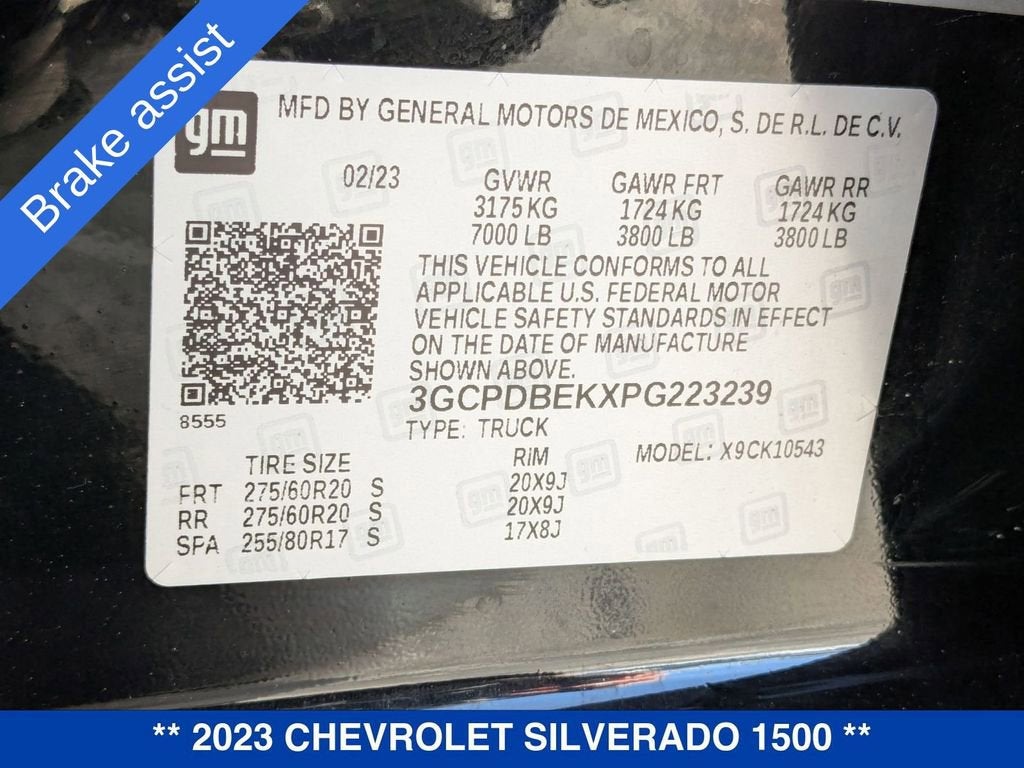 Brake assist
gm
MFD BY GENERAL MOTORS DE MEXICO, S. DE R.L. DE C.V.
02/23 GVWR GAWR FRT GAWR RR
3175 KG 1724 KG 1724 KG
7000 LB 3800 LB 3800 LB
THIS VEHICLE CONFORMS TO ALL
APPLICABLE U.S. FEDERAL MOTOR
VEHICLE SAFETY STANDARDS IN EFFECT
ON THE DATE OF MANUFACTURE
SHOWN ABOVE.
3GCPDBEKXPG223239
8555
TYPE: TRUCK
MODEL: X9CK10543
TIRE SIZE RIM
FRT 275/60R20 S 20X9J
RR 275/60R20 S 20X9J
SPA 255/80R17 S 17X8J
** 2023 CHEVROLET SILVERADO 1500 **